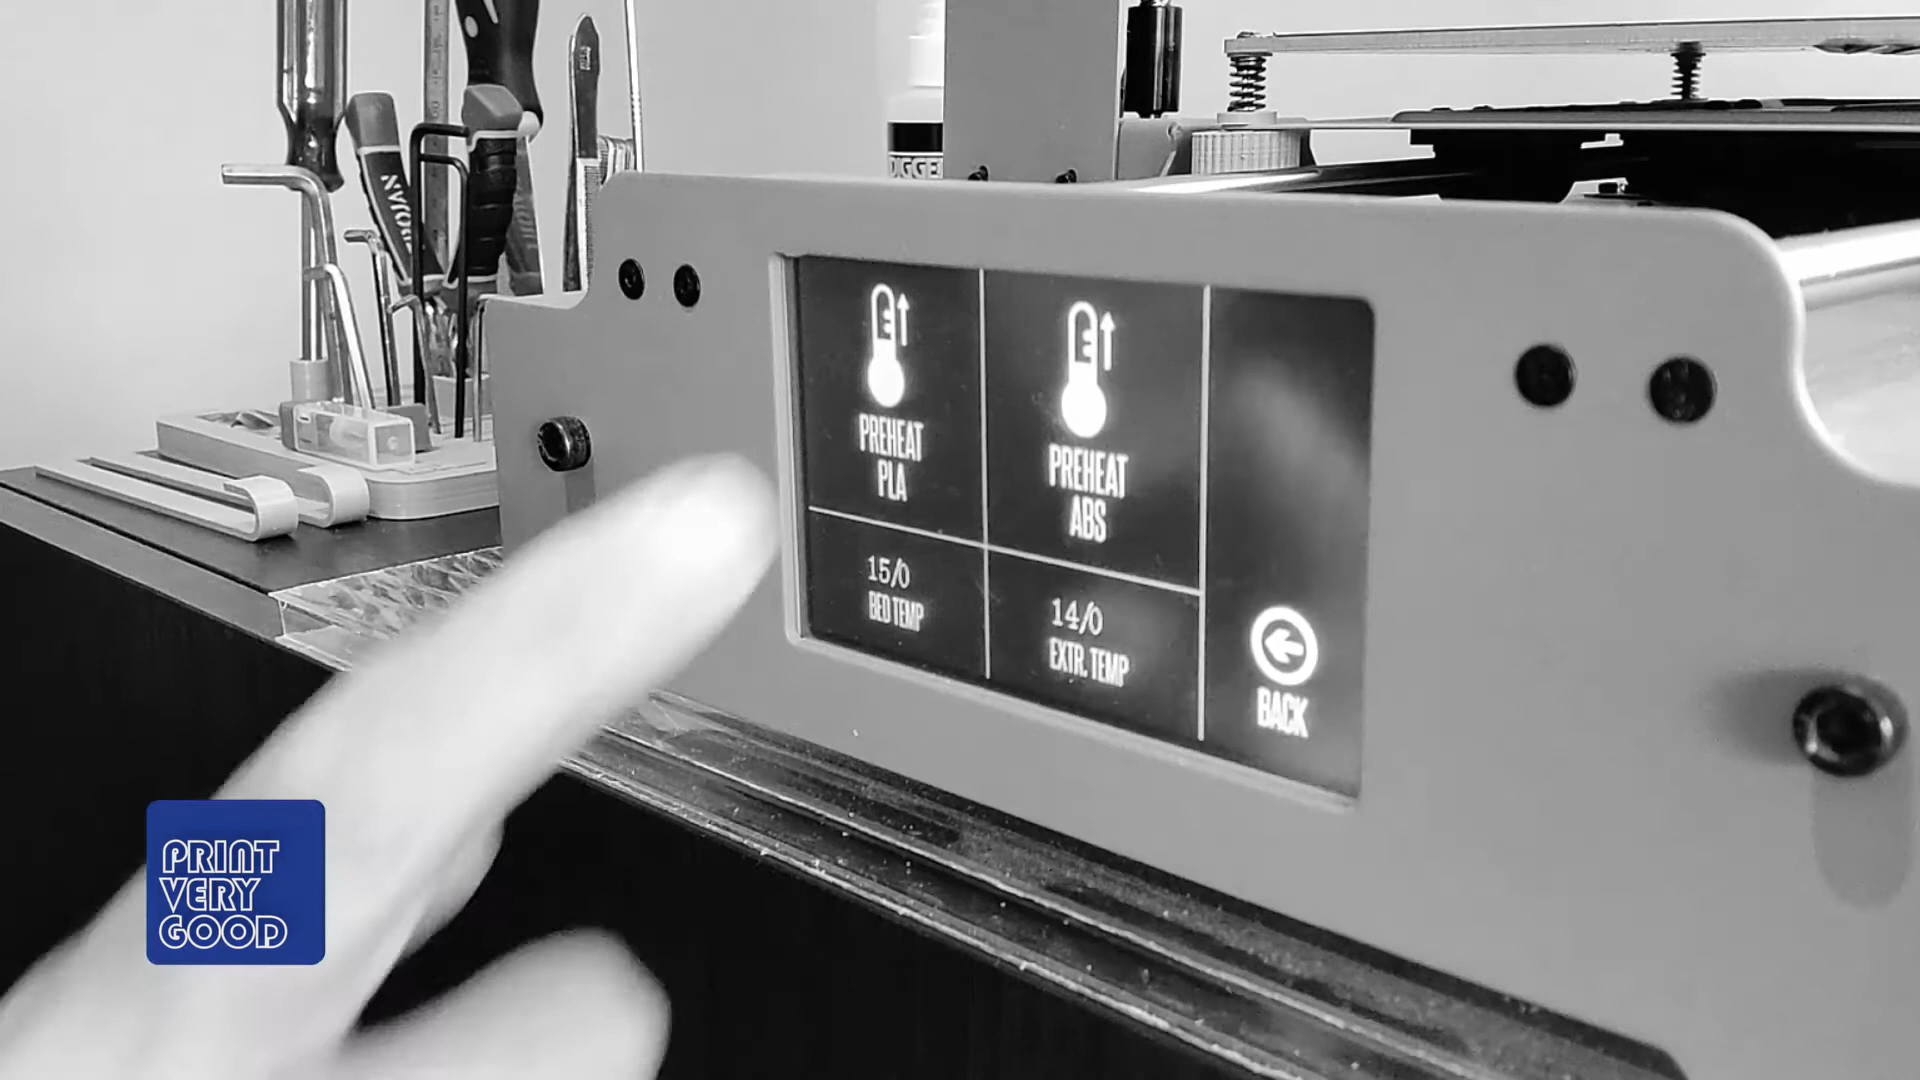 PREHEAT
PLA
PREHEAT
ABS
15/0
BED TEMP
14/0
EXTR. TEMP
BACK
PRINT
VERY
GOOD